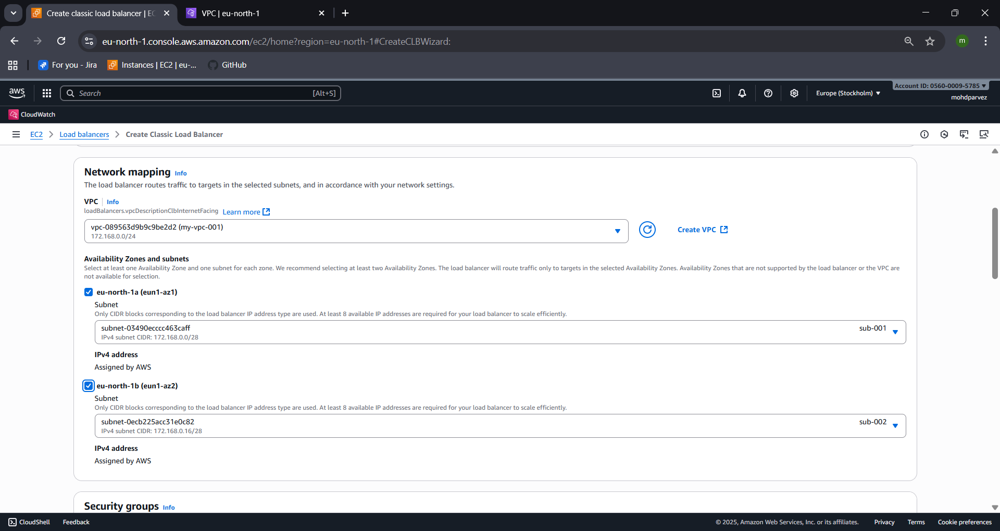 Create classic load balancer | EC
VPC | eu-north-1
eu-north-1.console.aws.amazon.com/ec2/home?region=eu-north-1#CreateCLBWizard:
m
For you - Jira
Instances | EC2 | eu-...
GitHub
aws
Search
[Alt+S]
Europe (Stockholm)
Account ID: 0560-0009-5785
mohdparvez
CloudWatch
EC2
Load balancers
Create Classic Load Balancer
Network mapping Info
The load balancer routes traffic to targets in the selected subnets, and in accordance with your network settings.
VPC Info
loadBalancers.vpcDescriptionClbInternetFacing Learn more
vpc-089563d9b9c9be2d2 (my-vpc-001)
172.168.0.0/24
Create VPC
Availability Zones and subnets
Select at least one Availability Zone and one subnet for each zone. We recommend selecting at least two Availability Zones. The load balancer will route traffic only to targets in the selected Availability Zones. Availability Zones that are not supported by the load balancer or the VPC are
not available for selection.
eu-north-1a (eun1-az1)
Subnet
Only CIDR blocks corresponding to the load balancer IP address type are used. At least 8 available IP addresses are required for your load balancer to scale efficiently.
subnet-03490ecccc463caff
sub-001
IPv4 subnet CIDR: 172.168.0.0/28
IPv4 address
Assigned by AWS
eu-north-1b (eun1-az2)
Subnet
Only CIDR blocks corresponding to the load balancer IP address type are used. At least 8 available IP addresses are required for your load balancer to scale efficiently.
subnet-0ecb225acc31e0c82
sub-002
IPv4 subnet CIDR: 172.168.0.16/28
IPv4 address
Assigned by AWS
Security groups Info
CloudShell
Feedback
© 2025, Amazon Web Services, Inc. or its affiliates.
Privacy
Terms
Cookie preferences